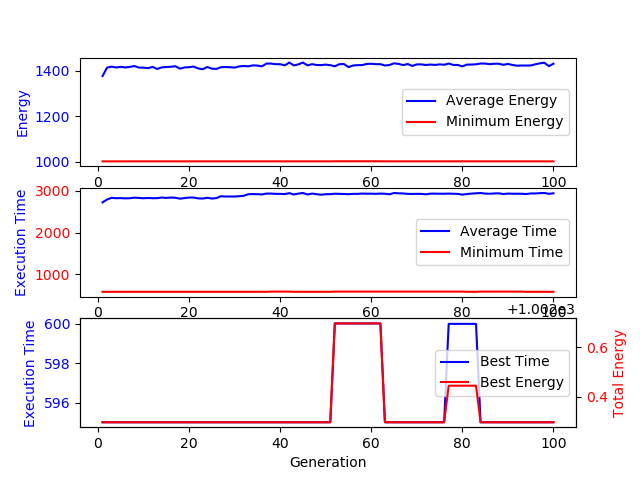 1400
1200
1000
Energy
Average Energy
Minimum Energy
0 20 40 60 80 100
3000
2000
1000
Execution Time
Average Time
Minimum Time
0 20 40 60 80 100
+1.002e3
600
598
596
Execution Time
Best Time
Best Energy
0.6
0.4
Total Energy
0 20 40 60 80 100
Generation